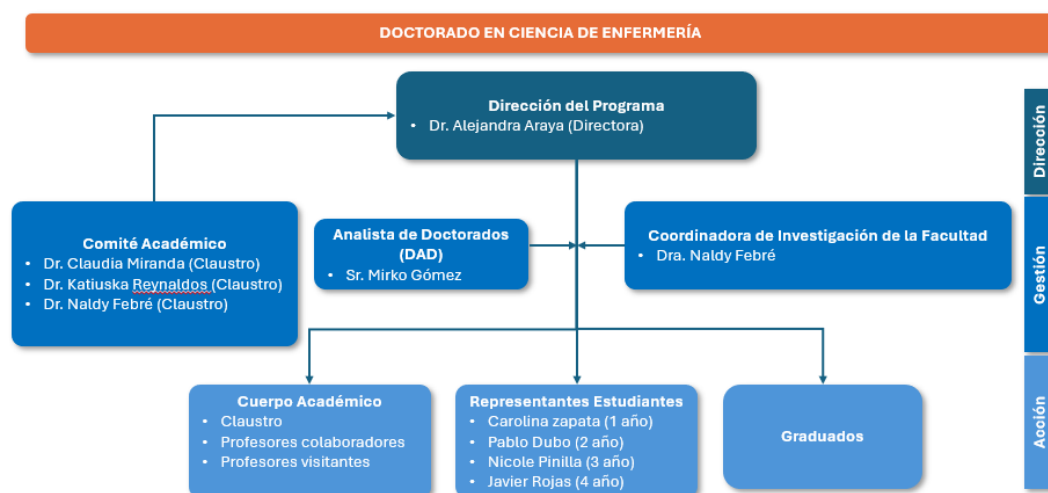 DOCTORADO EN CIENCIA DE ENFERMERÍA
Dirección del Programa
• Dr. Alejandra Araya (Directora)
Dirección
Comité Académico
• Dr. Claudia Miranda (Claustro)
• Dr. Katiuska Reynaldos (Claustro)
• Dr. Naldy Febré (Claustro)
Analista de Doctorados
(DAD)
• Sr. Mirko Gómez
Coordinadora de Investigación de la Facultad
• Dra. Naldy Febré
Gestión
Cuerpo Académico
• Claustro
• Profesores colaboradores
• Profesores visitantes
Representantes Estudiantes
• Carolina zapata (1 año)
• Pablo Dubo (2 año)
• Nicole Pinilla (3 año)
• Javier Rojas (4 año)
Graduados
Acción